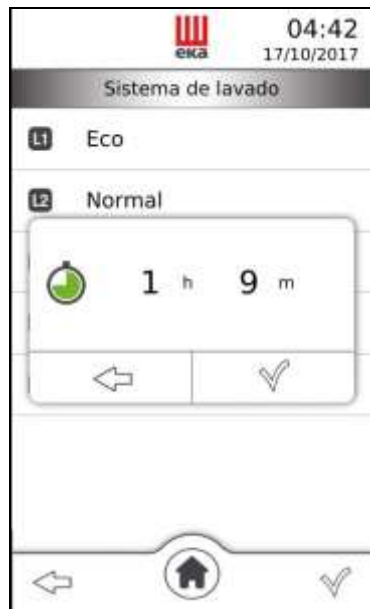 eka
04:42
17/10/2017
Sistema de lavado
L1 Eco
L2 Normal
1 h 9 m